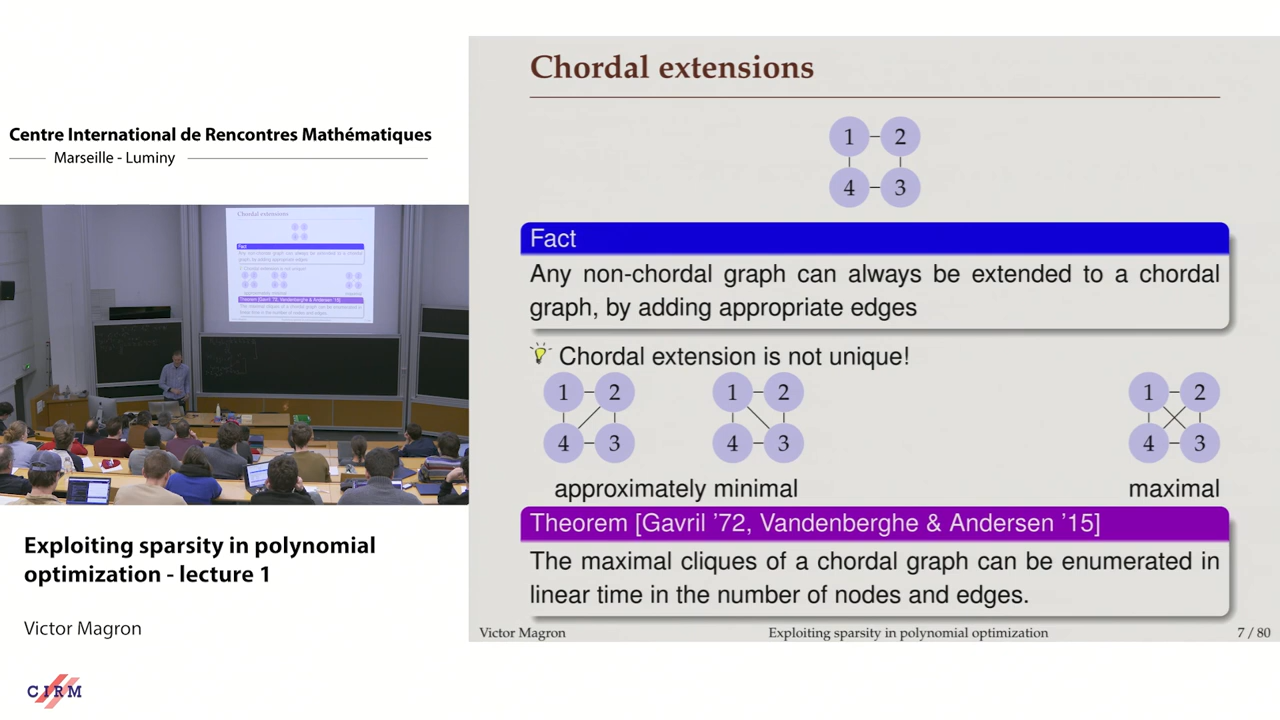 Centre International de Rencontres Mathématiques
Marseille - Luminy
Chordal extensions
Exploiting sparsity in polynomial
optimization - lecture 1
Victor Magron
CIRM
Chordal extensions
1 2
4 3
Fact
Any non-chordal graph can always be extended to a chordal
graph, by adding appropriate edges
Chordal extension is not unique!
1 2 1 2 1 2
4 3 4 3 4 3
approximately minimal maximal
Theorem [Gavril '72, Vandenberghe & Andersen '15]
The maximal cliques of a chordal graph can be enumerated in
linear time in the number of nodes and edges.
Victor Magron Exploiting sparsity in polynomial optimization 7 / 80